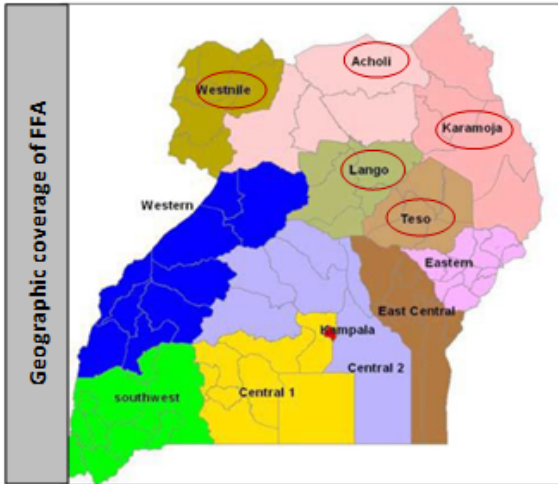 Geographic coverage of FFA
Acholi
Westnile
Karamoja
Lango
Western
Teso
Eastern
East Central
Kampala
Central 2
southwest
Central 1